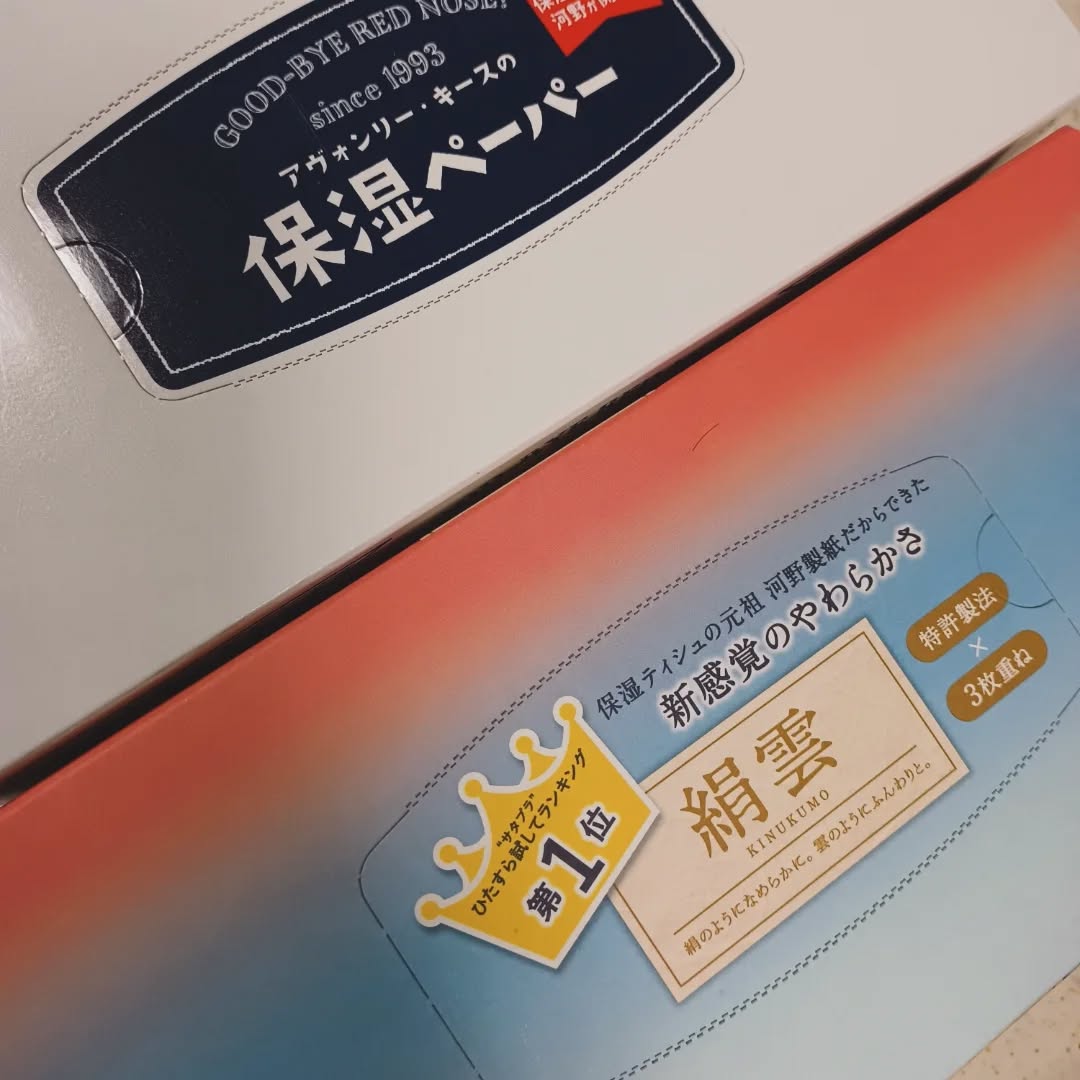 GOOD-BYE RED NOSE!
since 1993
アヴォンリー・キースの
保湿ペーパー
河野が
保湿ティシュの元祖 河野製紙だからできた
新感覚のやわらかさ
特許製法
×
3枚重ね
絹雲
KINUKUMO
絹のようになめらかに。雲のようにふんわりと。
"サタプラ"
ひたすら試してランキング
第1位